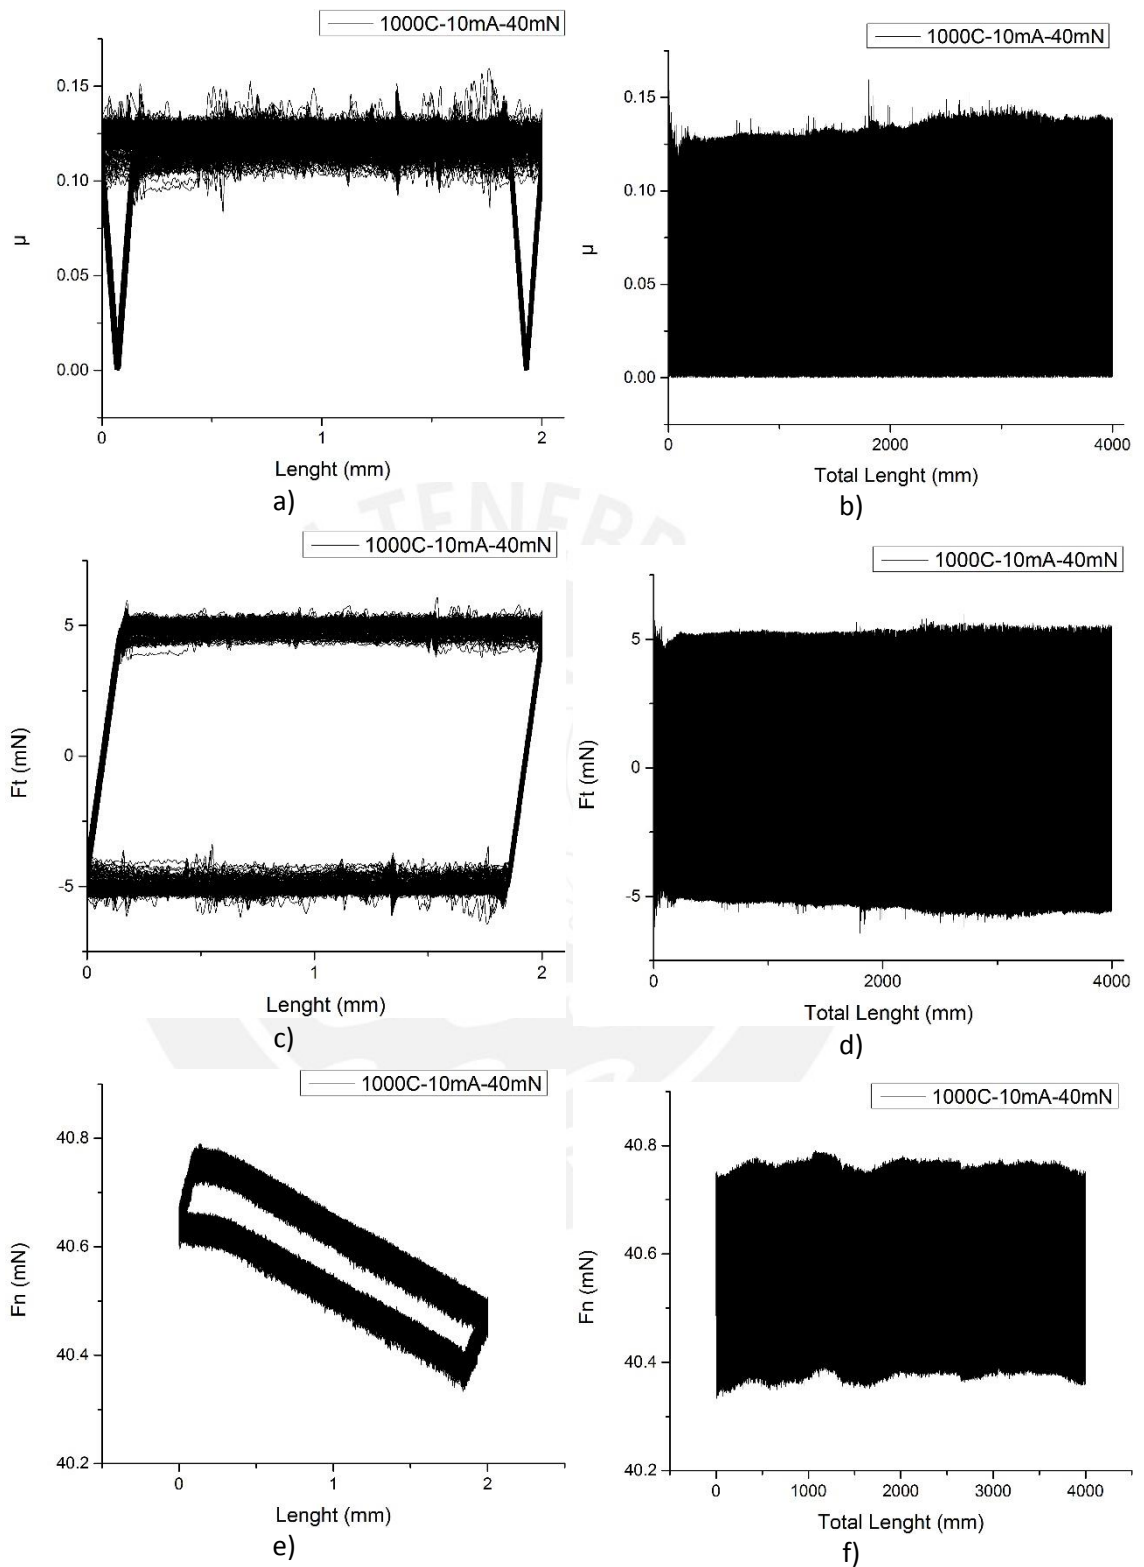 1000C-10mA-40mN
0.15
0.10
0.05
0.00
μ
0
1
2
Lenght (mm)
a)
1000C-10mA-40mN
0.15
0.10
0.05
0.00
μ
0
2000
4000
Total Lenght (mm)
b)
TENEBR
1000C-10mA-40mN
5
0
-5
Ft (mN)
0
1
2
Lenght (mm)
c)
1000C-10mA-40mN
5
0
-5
Ft (mN)
0
2000
4000
Total Lenght (mm)
d)
1000C-10mA-40mN
40.8
40.6
40.4
40.2
Fn (mN)
0
1
2
Lenght (mm)
e)
1000C-10mA-40mN
40.8
40.6
40.4
40.2
Fn (mN)
0
1000
2000
3000
4000
Total Lenght (mm)
f)